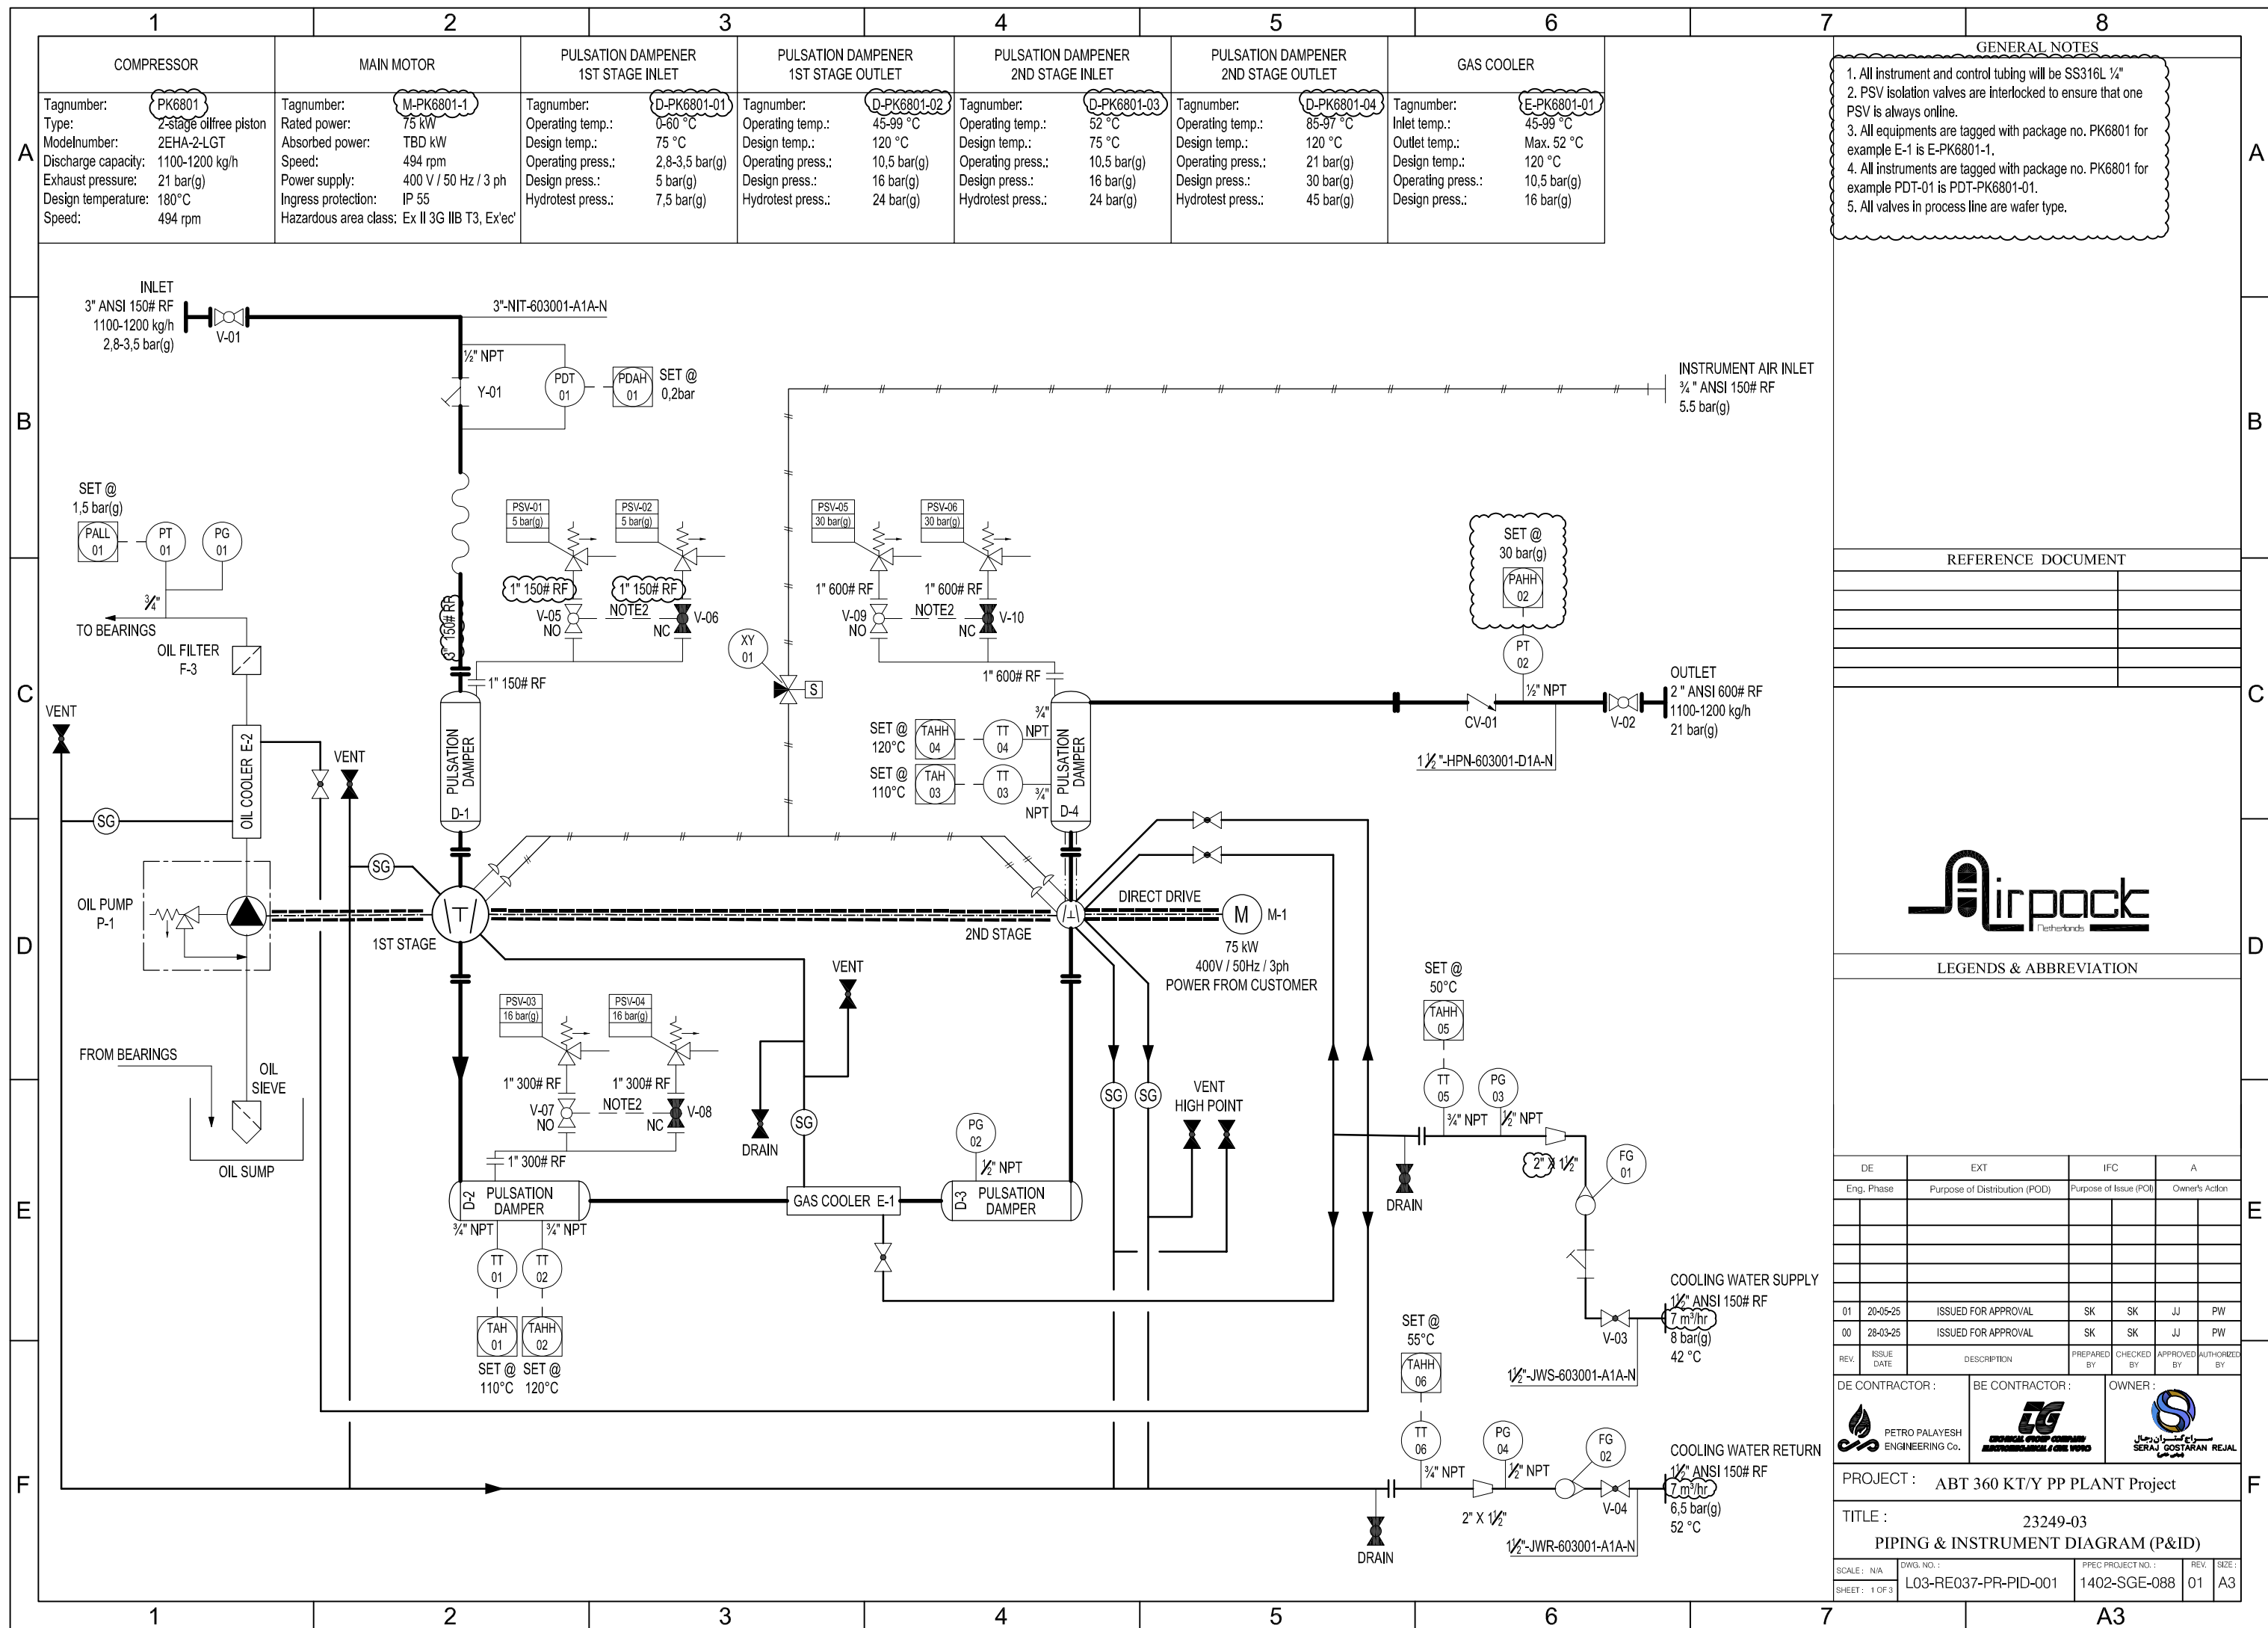 1 2 3 4 5 6 7 8
A
B
C
D
E
F
COMPRESSOR
Tagnumber: PK6801
Type: 2-stage oilfree piston
Modelnumber: 2EHA-2-LGT
Discharge capacity: 1100-1200 kg/h
Exhaust pressure: 21 bar(g)
Design temperature: 180°C
Speed: 494 rpm
MAIN MOTOR
Tagnumber: M-PK6801-1
Rated power: 75 kW
Absorbed power: TBD kW
Speed: 494 rpm
Power supply: 400 V / 50 Hz / 3 ph
Ingress protection: IP 55
Hazardous area class: Ex II 3G IIB T3, Ex'ec'
PULSATION DAMPENER
1ST STAGE INLET
Tagnumber: D-PK6801-01
Operating temp.: 0-60 °C
Design temp.: 75 °C
Operating press.: 2,8-3,5 bar(g)
Design press.: 5 bar(g)
Hydrotest press.: 7,5 bar(g)
PULSATION DAMPENER
1ST STAGE OUTLET
Tagnumber: D-PK6801-02
Operating temp.: 45-99 °C
Design temp.: 120 °C
Operating press.: 10,5 bar(g)
Design press.: 16 bar(g)
Hydrotest press.: 24 bar(g)
PULSATION DAMPENER
2ND STAGE INLET
Tagnumber: D-PK6801-03
Operating temp.: 52 °C
Design temp.: 75 °C
Operating press.: 10,5 bar(g)
Design press.: 16 bar(g)
Hydrotest press.: 24 bar(g)
PULSATION DAMPENER
2ND STAGE OUTLET
Tagnumber: D-PK6801-04
Operating temp.: 85-97 °C
Design temp.: 120 °C
Operating press.: 21 bar(g)
Design press.: 30 bar(g)
Hydrotest press.: 45 bar(g)
GAS COOLER
Tagnumber: E-PK6801-01
Inlet temp.: 45-99 °C
Outlet temp.: Max. 52 °C
Design temp.: 120 °C
Operating press.: 10,5 bar(g)
Design press.: 16 bar(g)
GENERAL NOTES
1. All instrument and control tubing will be SS316L ¼"
2. PSV isolation valves are interlocked to ensure that one
PSV is always online.
3. All equipments are tagged with package no. PK6801 for
example E-1 is E-PK6801-1.
4. All instruments are tagged with package no. PK6801 for
example PDT-01 is PDT-PK6801-01.
5. All valves in process line are wafer type.
INLET
3" ANSI 150# RF
1100-1200 kg/h
2,8-3,5 bar(g)
V-01
3"-NIT-603001-A1A-N
½" NPT
Y-01
PDT
01
PDAH
01
SET @
0,2bar
INSTRUMENT AIR INLET
¾" ANSI 150# RF
5.5 bar(g)
SET @
1,5 bar(g)
PALL
01
PT
01
PG
01
¾"
TO BEARINGS
OIL FILTER
F-3
3" 150# RF
PSV-01
5 bar(g)
PSV-02
5 bar(g)
1" 150# RF
1" 150# RF
V-05
NO
NOTE2
V-06
NC
1" 150# RF
PSV-05
30 bar(g)
PSV-06
30 bar(g)
1" 600# RF
1" 600# RF
V-09
NO
NOTE2
V-10
NC
1" 600# RF
XY
01
S
SET @
30 bar(g)
PAHH
02
PT
02
½" NPT
CV-01
V-02
OUTLET
2 " ANSI 600# RF
1100-1200 kg/h
21 bar(g)
1½"-HPN-603001-D1A-N
REFERENCE DOCUMENT
VENT
VENT
OIL COOLER E-2
SG
SG
PULSATION
DAMPER
D-1
SET @
120°C
TAHH
04
TT
04
¾"
NPT
SET @
110°C
TAH
03
TT
03
¾"
NPT
PULSATION
DAMPER
D-4
OIL PUMP
P-1
1ST STAGE
2ND STAGE
DIRECT DRIVE
M
M-1
75 kW
400V / 50Hz / 3ph
POWER FROM CUSTOMER
Airpack
Netherlands
LEGENDS & ABBREVIATION
FROM BEARINGS
OIL
SIEVE
OIL SUMP
PSV-03
16 bar(g)
PSV-04
16 bar(g)
1" 300# RF
1" 300# RF
V-07
NO
NOTE2
V-08
NC
1" 300# RF
VENT
DRAIN
SG
D-2
PULSATION
DAMPER
¾" NPT
¾" NPT
TT
01
TT
02
TAH
01
TAHH
02
SET @
110°C
SET @
120°C
GAS COOLER E-1
PG
02
½" NPT
D-3
PULSATION
DAMPER
SG
SG
VENT
HIGH POINT
SET @
50°C
TAHH
05
TT
05
PG
03
¾" NPT
½" NPT
DRAIN
2" X 1½"
FG
01
V-03
COOLING WATER SUPPLY
1½" ANSI 150# RF
7 m³/hr
8 bar(g)
42 °C
1½"-JWS-603001-A1A-N
SET @
55°C
TAHH
06
TT
06
PG
04
¾" NPT
½" NPT
FG
02
V-04
2" X 1½"
DRAIN
COOLING WATER RETURN
1½" ANSI 150# RF
7 m³/hr
6,5 bar(g)
52 °C
1½"-JWR-603001-A1A-N
DE EXT IFC A
Eng. Phase Purpose of Distribution (POD) Purpose of Issue (POI) Owner's Action
01 20-05-25 ISSUED FOR APPROVAL SK SK JJ PW
00 28-03-25 ISSUED FOR APPROVAL SK SK JJ PW
REV. ISSUE DATE DESCRIPTION PREPARED BY CHECKED BY APPROVED BY AUTHORIZED BY
DE CONTRACTOR :
PETRO PALAYESH
ENGINEERING Co.
BE CONTRACTOR :
TG
TECHNICAL GROUP COMPANY
OWNER :
SERAJ GOSTARAN REJAL
PROJECT : ABT 360 KT/Y PP PLANT Project
TITLE : 23249-03
PIPING & INSTRUMENT DIAGRAM (P&ID)
SCALE : N/A
SHEET : 1 OF 3
DWG. NO. :
L03-RE037-PR-PID-001
PPEC PROJECT NO. :
1402-SGE-088
REV.
01
SIZE :
A3
1 2 3 4 5 6 7 A3
A
B
C
D
E
F